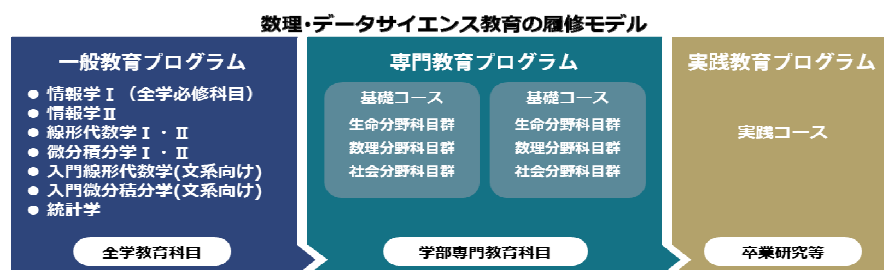 数理・データサイエンス教育の履修モデル
一般教育プログラム
● 情報学Ⅰ（全学必修科目）
● 情報学Ⅱ
● 線形代数学Ⅰ・Ⅱ
● 微分積分学Ⅰ・Ⅱ
● 入門線形代数学(文系向け)
● 入門微分積分学(文系向け)
● 統計学
全学教育科目
専門教育プログラム
基礎コース
生命分野科目群
数理分野科目群
社会分野科目群
基礎コース
生命分野科目群
数理分野科目群
社会分野科目群
学部専門教育科目
実践教育プログラム
実践コース
卒業研究等